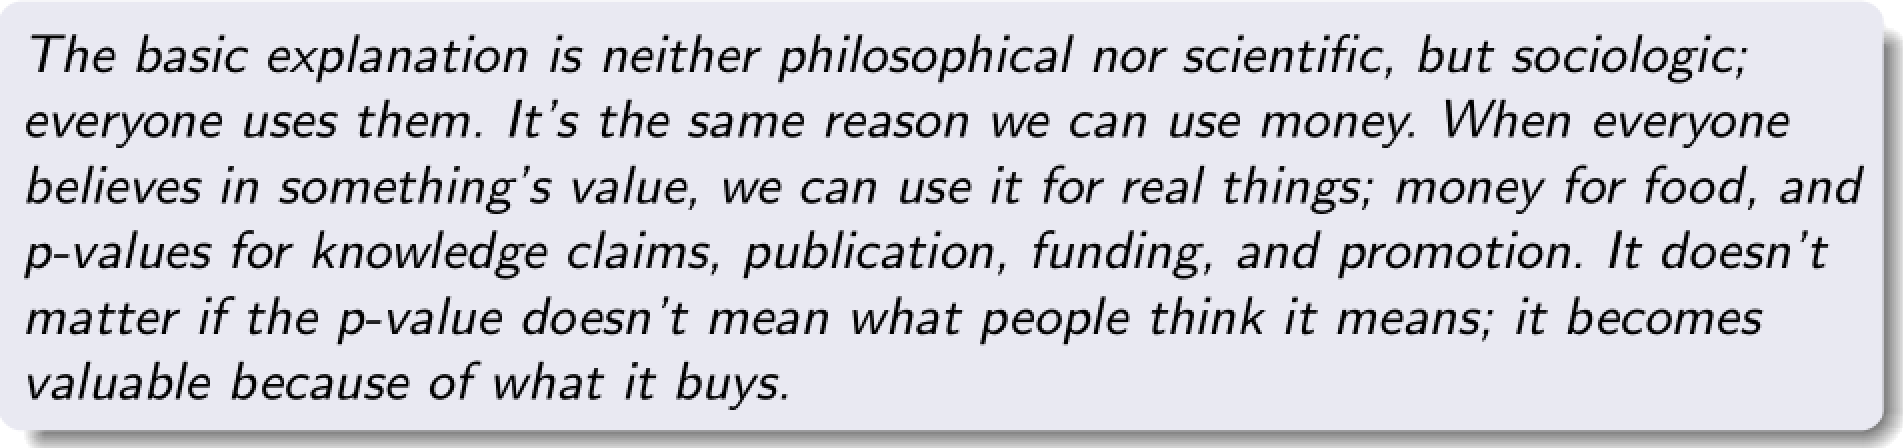 The basic explanation is neither philosophical nor scientific, but sociologic;
everyone uses them. It's the same reason we can use money. When everyone
believes in something's value, we can use it for real things; money for food, and
p-values for knowledge claims, publication, funding, and promotion. It doesn't
matter if the p-value doesn't mean what people think it means; it becomes
valuable because of what it buys.